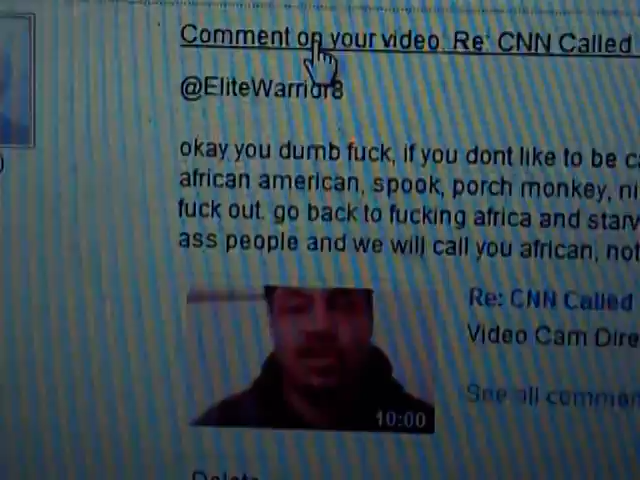 Comment on your video. Re: CNN Called
@EliteWarrior8
okay you dumb fuck, if you dont like to be c
african american, spook, porch monkey, ni
fuck out. go back to fucking africa and starv
ass people and we will call you african, not
Re: CNN Called
Video Cam Dire
See all commen
10:00
Delete